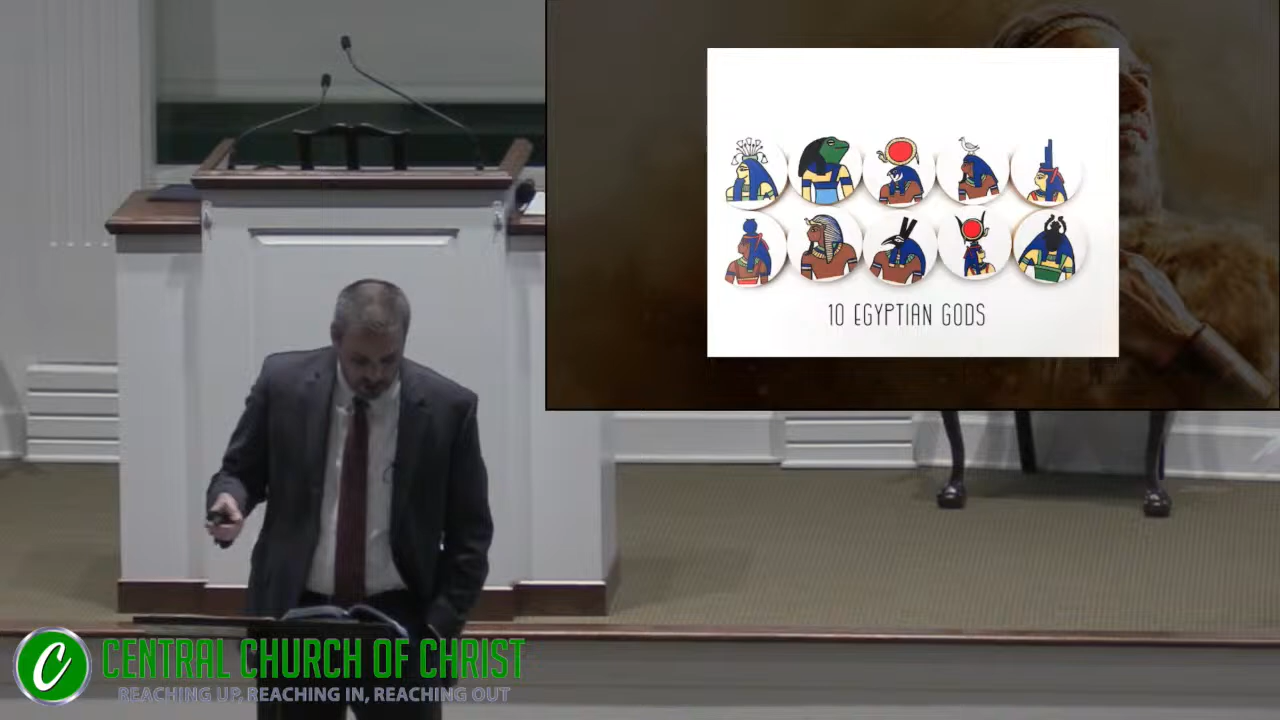 10 EGYPTIAN GODS
CENTRAL CHURCH OF CHRIST
REACHING UP, REACHING IN, REACHING OUT